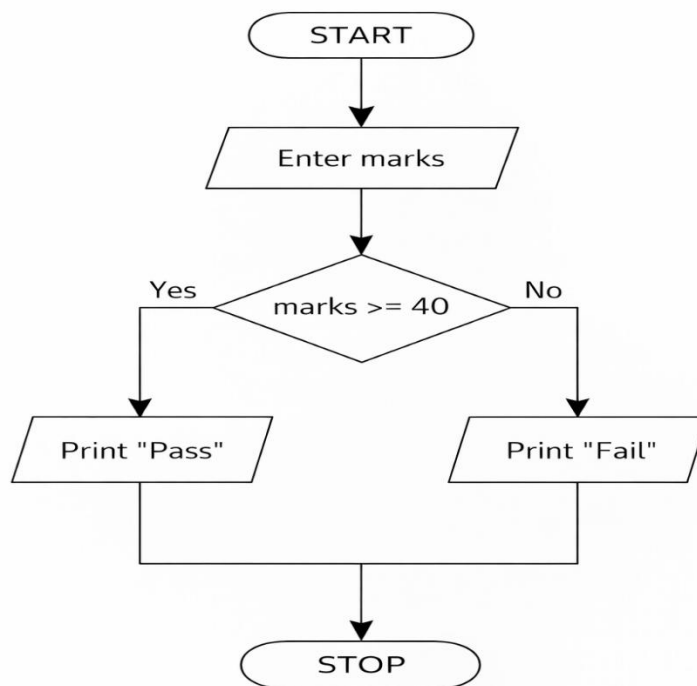 START
Enter marks
Yes
marks >= 40
No
Print "Pass"
Print "Fail"
STOP